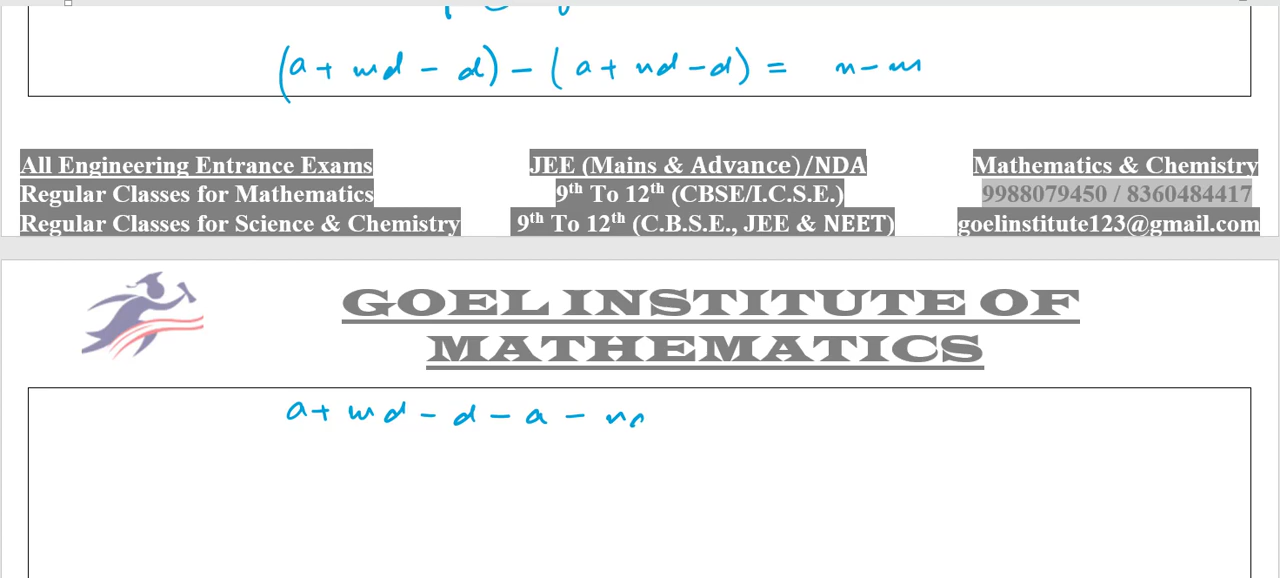 (a + md - d) - (a + nd - d) = n - m
All Engineering Entrance Exams JEE (Mains & Advance)/NDA Mathematics & Chemistry
Regular Classes for Mathematics 9th To 12th (CBSE/I.C.S.E.) 9988079450 / 8360484417
Regular Classes for Science & Chemistry 9th To 12th (C.B.S.E., JEE & NEET) goelinstitute123@gmail.com
GOEL INSTITUTE OF
MATHEMATICS
a + md - d - a - n